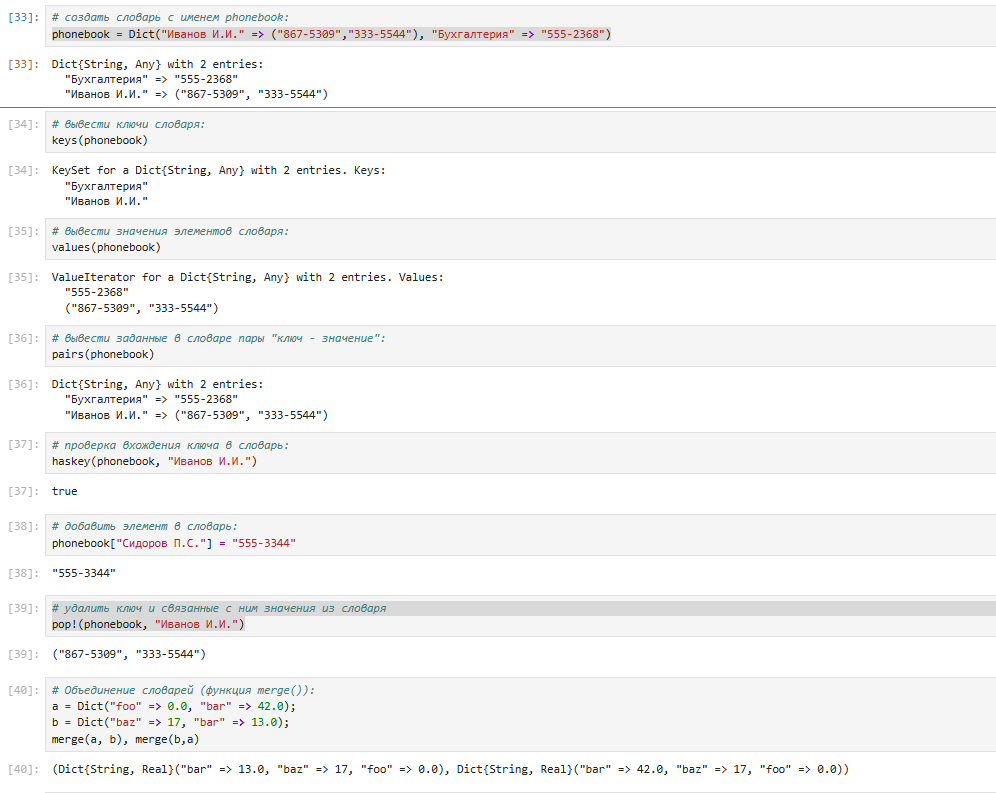 [33]: # создать словарь с именем phonebook:
phonebook = Dict("Иванов И.И." => ("867-5309","333-5544"), "Бухгалтерия" => "555-2368")
[33]: Dict{String, Any} with 2 entries:
"Бухгалтерия" => "555-2368"
"Иванов И.И." => ("867-5309", "333-5544")
[34]: # вывести ключи словаря:
keys(phonebook)
[34]: KeySet for a Dict{String, Any} with 2 entries. Keys:
"Бухгалтерия"
"Иванов И.И."
[35]: # вывести значения элементов словаря:
values(phonebook)
[35]: ValueIterator for a Dict{String, Any} with 2 entries. Values:
"555-2368"
("867-5309", "333-5544")
[36]: # вывести заданные в словаре пары "ключ - значение":
pairs(phonebook)
[36]: Dict{String, Any} with 2 entries:
"Бухгалтерия" => "555-2368"
"Иванов И.И." => ("867-5309", "333-5544")
[37]: # проверка вхождения ключа в словарь:
haskey(phonebook, "Иванов И.И.")
[37]: true
[38]: # добавить элемент в словарь:
phonebook["Сидоров П.С."] = "555-3344"
[38]: "555-3344"
[39]: # удалить ключ и связанные с ним значения из словаря
pop!(phonebook, "Иванов И.И.")
[39]: ("867-5309", "333-5544")
[40]: # Объединение словарей (функция merge()):
a = Dict("foo" => 0.0, "bar" => 42.0);
b = Dict("baz" => 17, "bar" => 13.0);
merge(a, b), merge(b,a)
[40]: (Dict{String, Real}("bar" => 13.0, "baz" => 17, "foo" => 0.0), Dict{String, Real}("bar" => 42.0, "baz" => 17, "foo" => 0.0))